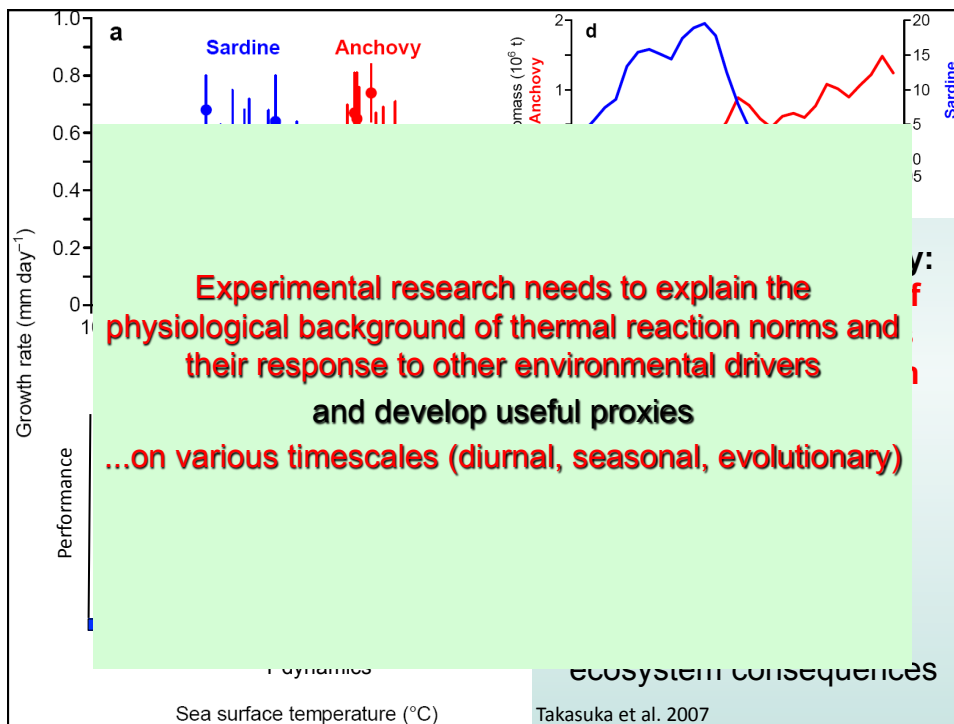 1.0
a
Sardine
Anchovy
0.8
0.6
0.4
0.2
0
Growth rate (mm day⁻¹)
2
d
20
15
1
10
5
0
Anchovy
Sardine
Experimental research needs to explain the
physiological background of thermal reaction norms and
their response to other environmental drivers
and develop useful proxies
...on various timescales (diurnal, seasonal, evolutionary)
Performance
dynamics
ecosystem consequences
Sea surface temperature (°C)
Takasuka et al. 2007